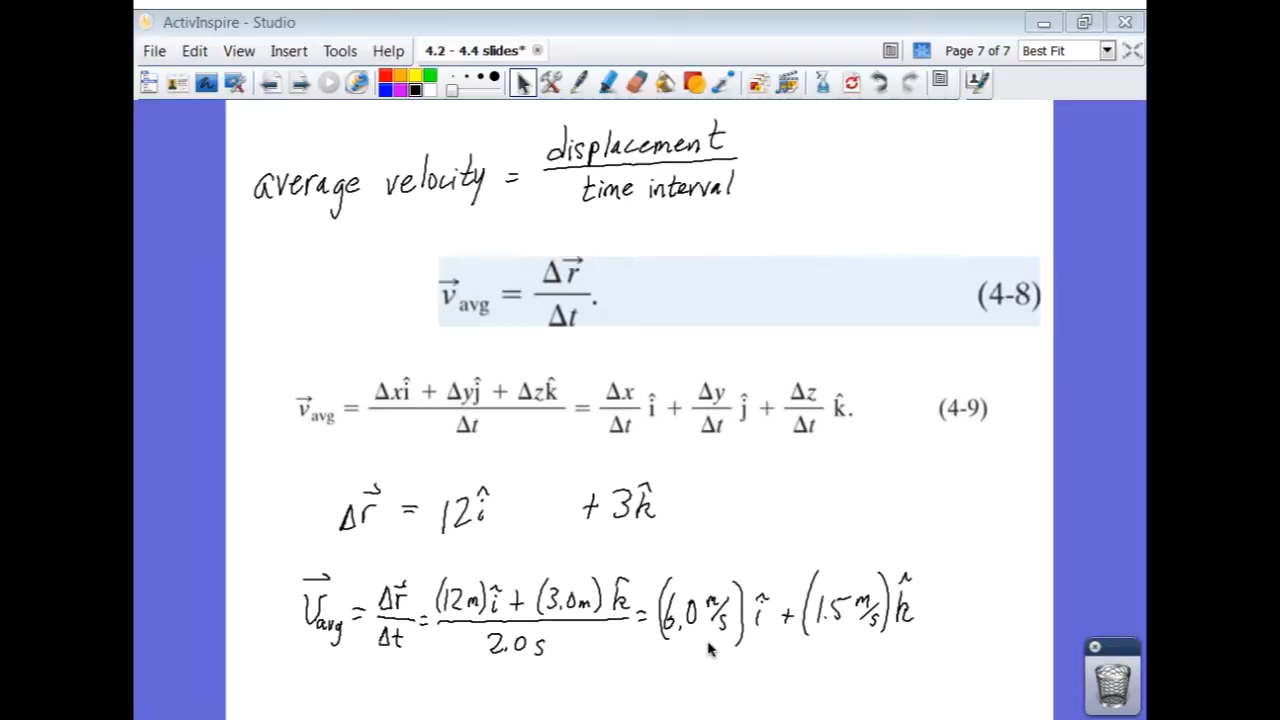 ActivInspire - Studio
File Edit View Insert Tools Help 4.2 - 4.4 slides* Page 7 of 7 Best Fit
average velocity = displacement / time interval
v⃗avg = Δr⃗ / Δt. (4-8)
v⃗avg = (Δxî + Δyĵ + Δzk̂) / Δt = Δx/Δt î + Δy/Δt ĵ + Δz/Δt k̂. (4-9)
Δr⃗ = 12î + 3k̂
V⃗avg = Δr⃗/Δt = ((12m)î + (3.0m)k̂) / 2.0 s = (6.0 m/s)î + (1.5 m/s)k̂